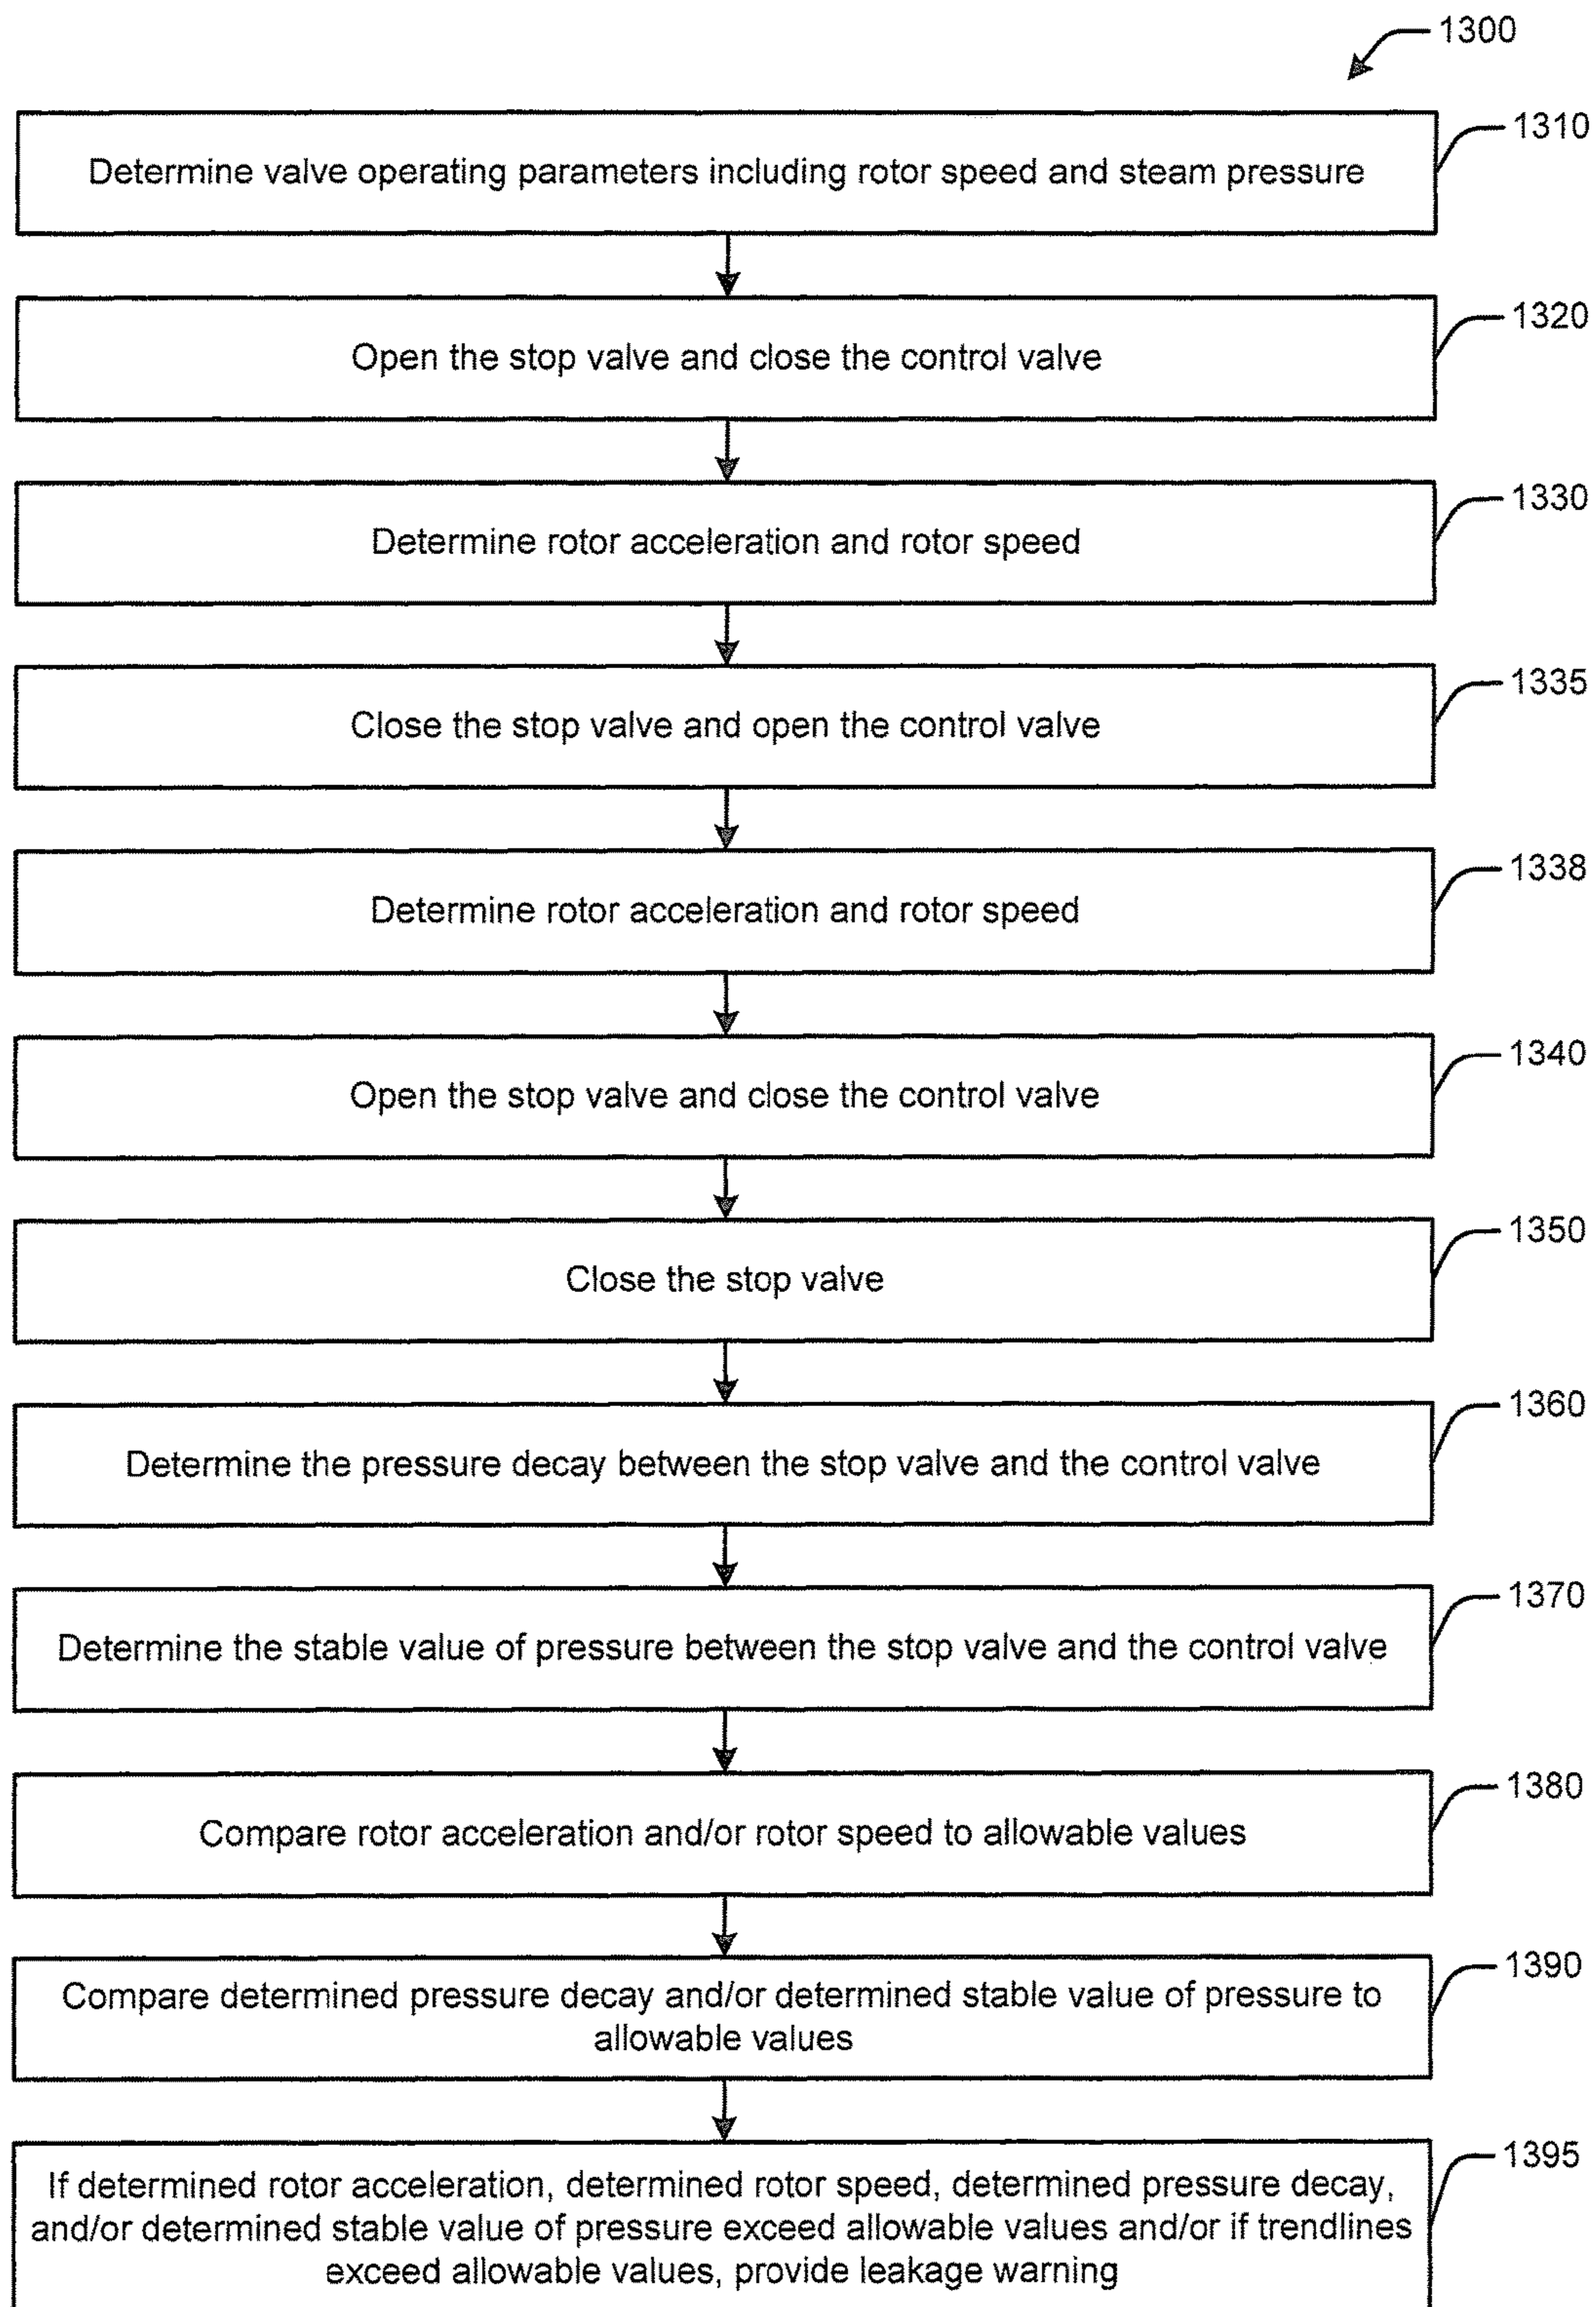 1300
1310
Determine valve operating parameters including rotor speed and steam pressure
1320
Open the stop valve and close the control valve
1330
Determine rotor acceleration and rotor speed
1335
Close the stop valve and open the control valve
1338
Determine rotor acceleration and rotor speed
1340
Open the stop valve and close the control valve
1350
Close the stop valve
1360
Determine the pressure decay between the stop valve and the control valve
1370
Determine the stable value of pressure between the stop valve and the control valve
1380
Compare rotor acceleration and/or rotor speed to allowable values
1390
Compare determined pressure decay and/or determined stable value of pressure to
allowable values
1395
If determined rotor acceleration, determined rotor speed, determined pressure decay,
and/or determined stable value of pressure exceed allowable values and/or if trendlines
exceed allowable values, provide leakage warning